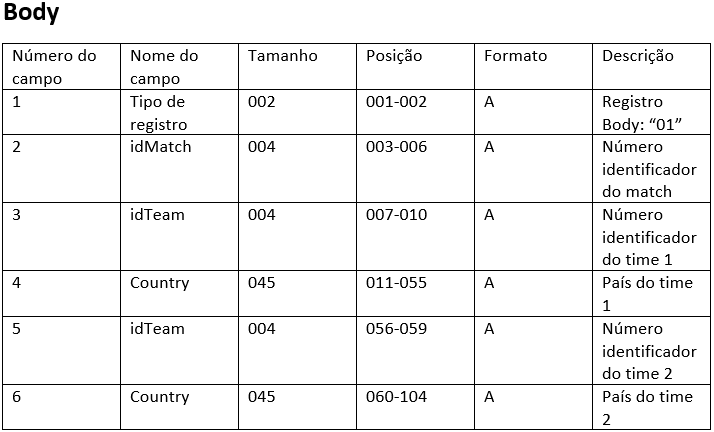 Body
Número do campo | Nome do campo | Tamanho | Posição | Formato | Descrição
1 | Tipo de registro | 002 | 001-002 | A | Registro Body: “01”
2 | idMatch | 004 | 003-006 | A | Número identificador do match
3 | idTeam | 004 | 007-010 | A | Número identificador do time 1
4 | Country | 045 | 011-055 | A | País do time 1
5 | idTeam | 004 | 056-059 | A | Número identificador do time 2
6 | Country | 045 | 060-104 | A | País do time 2